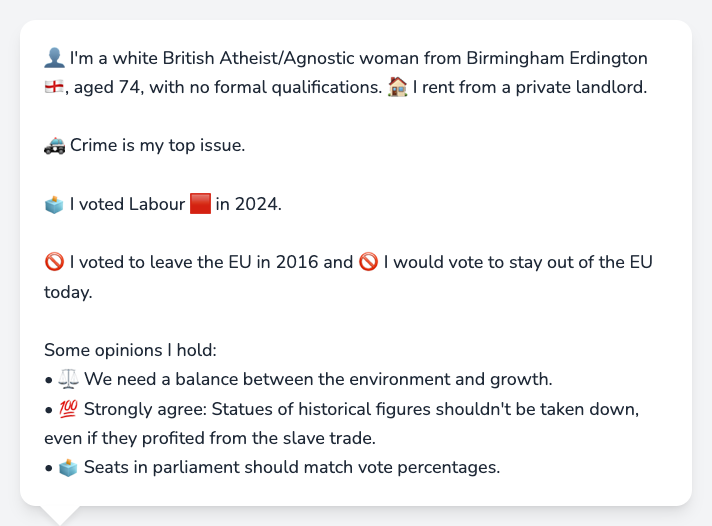 👤 I'm a white British Atheist/Agnostic woman from Birmingham Erdington
🏴󠁧󠁢󠁥󠁮󠁧󠁿, aged 74, with no formal qualifications. 🏠 I rent from a private landlord.
🚓 Crime is my top issue.
🗳️ I voted Labour 🟥 in 2024.
🚫 I voted to leave the EU in 2016 and 🚫 I would vote to stay out of the EU
today.
Some opinions I hold:
• ⚖️ We need a balance between the environment and growth.
• 💯 Strongly agree: Statues of historical figures shouldn't be taken down,
even if they profited from the slave trade.
• 🗳️ Seats in parliament should match vote percentages.